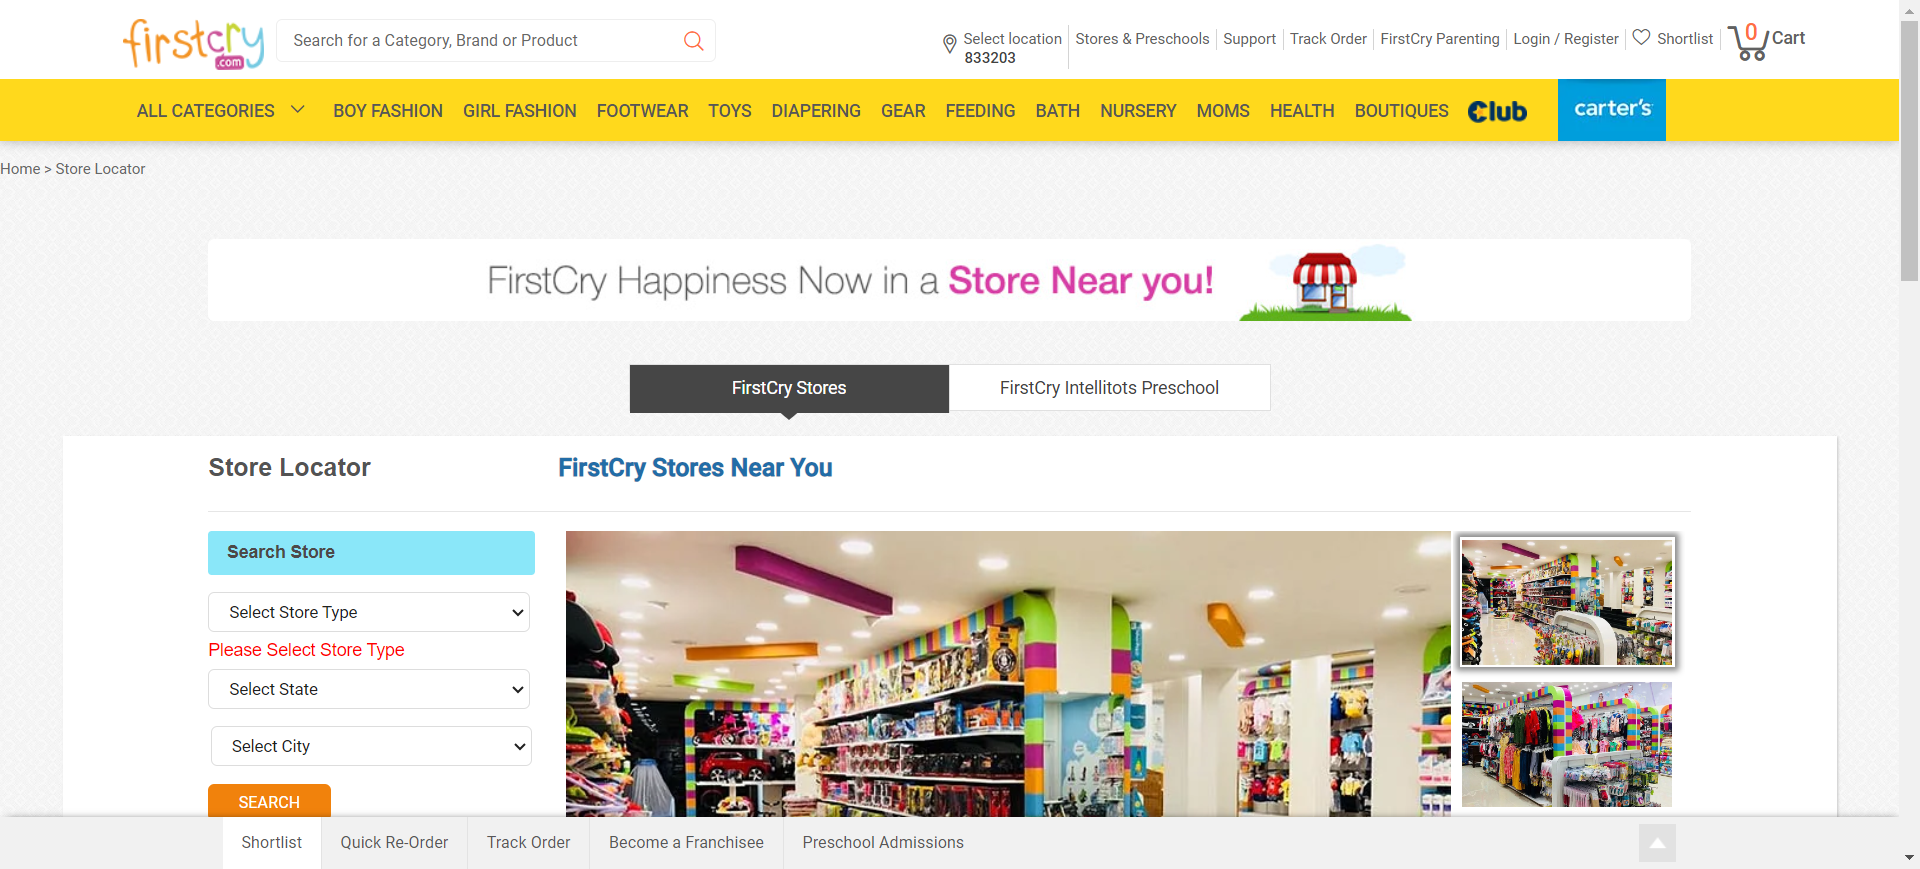 firstcry
.com
Search for a Category, Brand or Product
Select location
833203
Stores & Preschools
Support
Track Order
FirstCry Parenting
Login / Register
Shortlist
0
Cart
ALL CATEGORIES
BOY FASHION
GIRL FASHION
FOOTWEAR
TOYS
DIAPERING
GEAR
FEEDING
BATH
NURSERY
MOMS
HEALTH
BOUTIQUES
Club
carter's
Home > Store Locator
FirstCry Happiness Now in a Store Near you!
FirstCry Stores
FirstCry Intellitots Preschool
Store Locator
FirstCry Stores Near You
Search Store
Select Store Type
Please Select Store Type
Select State
Select City
SEARCH
Shortlist
Quick Re-Order
Track Order
Become a Franchisee
Preschool Admissions